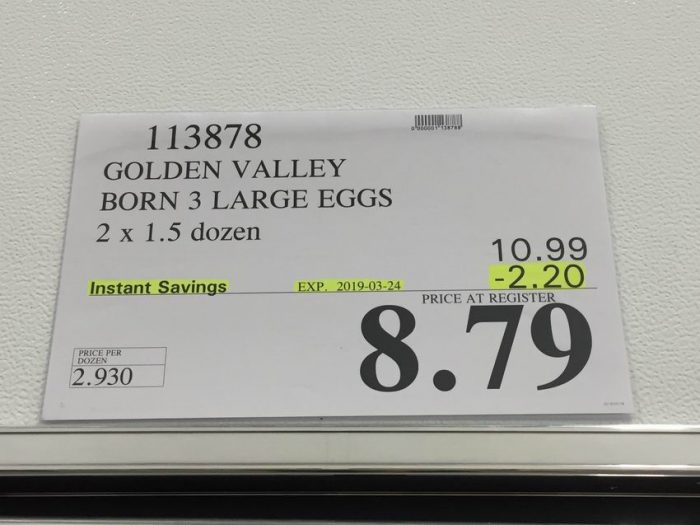 113878
GOLDEN VALLEY
BORN 3 LARGE EGGS
2 x 1.5 dozen
10.99
Instant Savings EXP. 2019-03-24 -2.20
PRICE AT REGISTER
8.79
PRICE PER
DOZEN
2.930